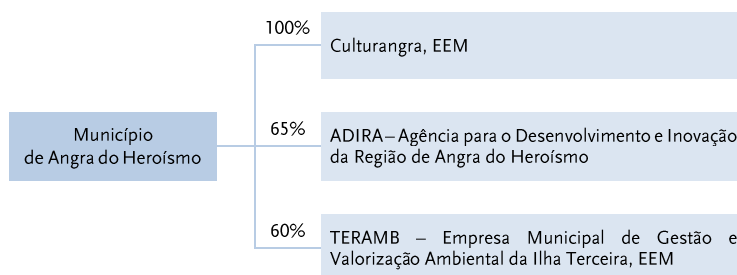 100%
Culturangra, EEM
Município
de Angra do Heroísmo
65%
ADIRA – Agência para o Desenvolvimento e Inovação
da Região de Angra do Heroísmo
60%
TERAMB – Empresa Municipal de Gestão e
Valorização Ambiental da Ilha Terceira, EEM